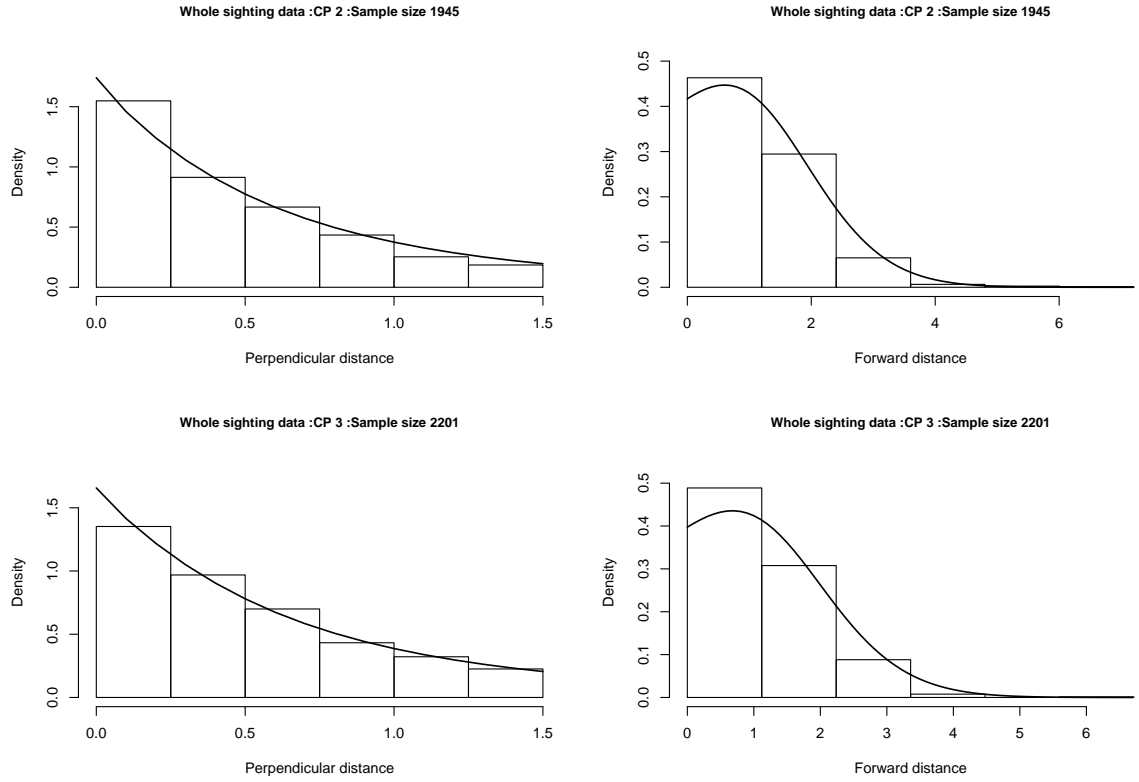 Whole sighting data :CP 2 :Sample size 1945
Density
0.0 0.5 1.0 1.5
0.0 0.5 1.0 1.5
Perpendicular distance
Whole sighting data :CP 2 :Sample size 1945
Density
0.0 0.1 0.2 0.3 0.4 0.5
0 2 4 6
Forward distance
Whole sighting data :CP 3 :Sample size 2201
Density
0.0 0.5 1.0 1.5
0.0 0.5 1.0 1.5
Perpendicular distance
Whole sighting data :CP 3 :Sample size 2201
Density
0.0 0.1 0.2 0.3 0.4 0.5
0 1 2 3 4 5 6
Forward distance